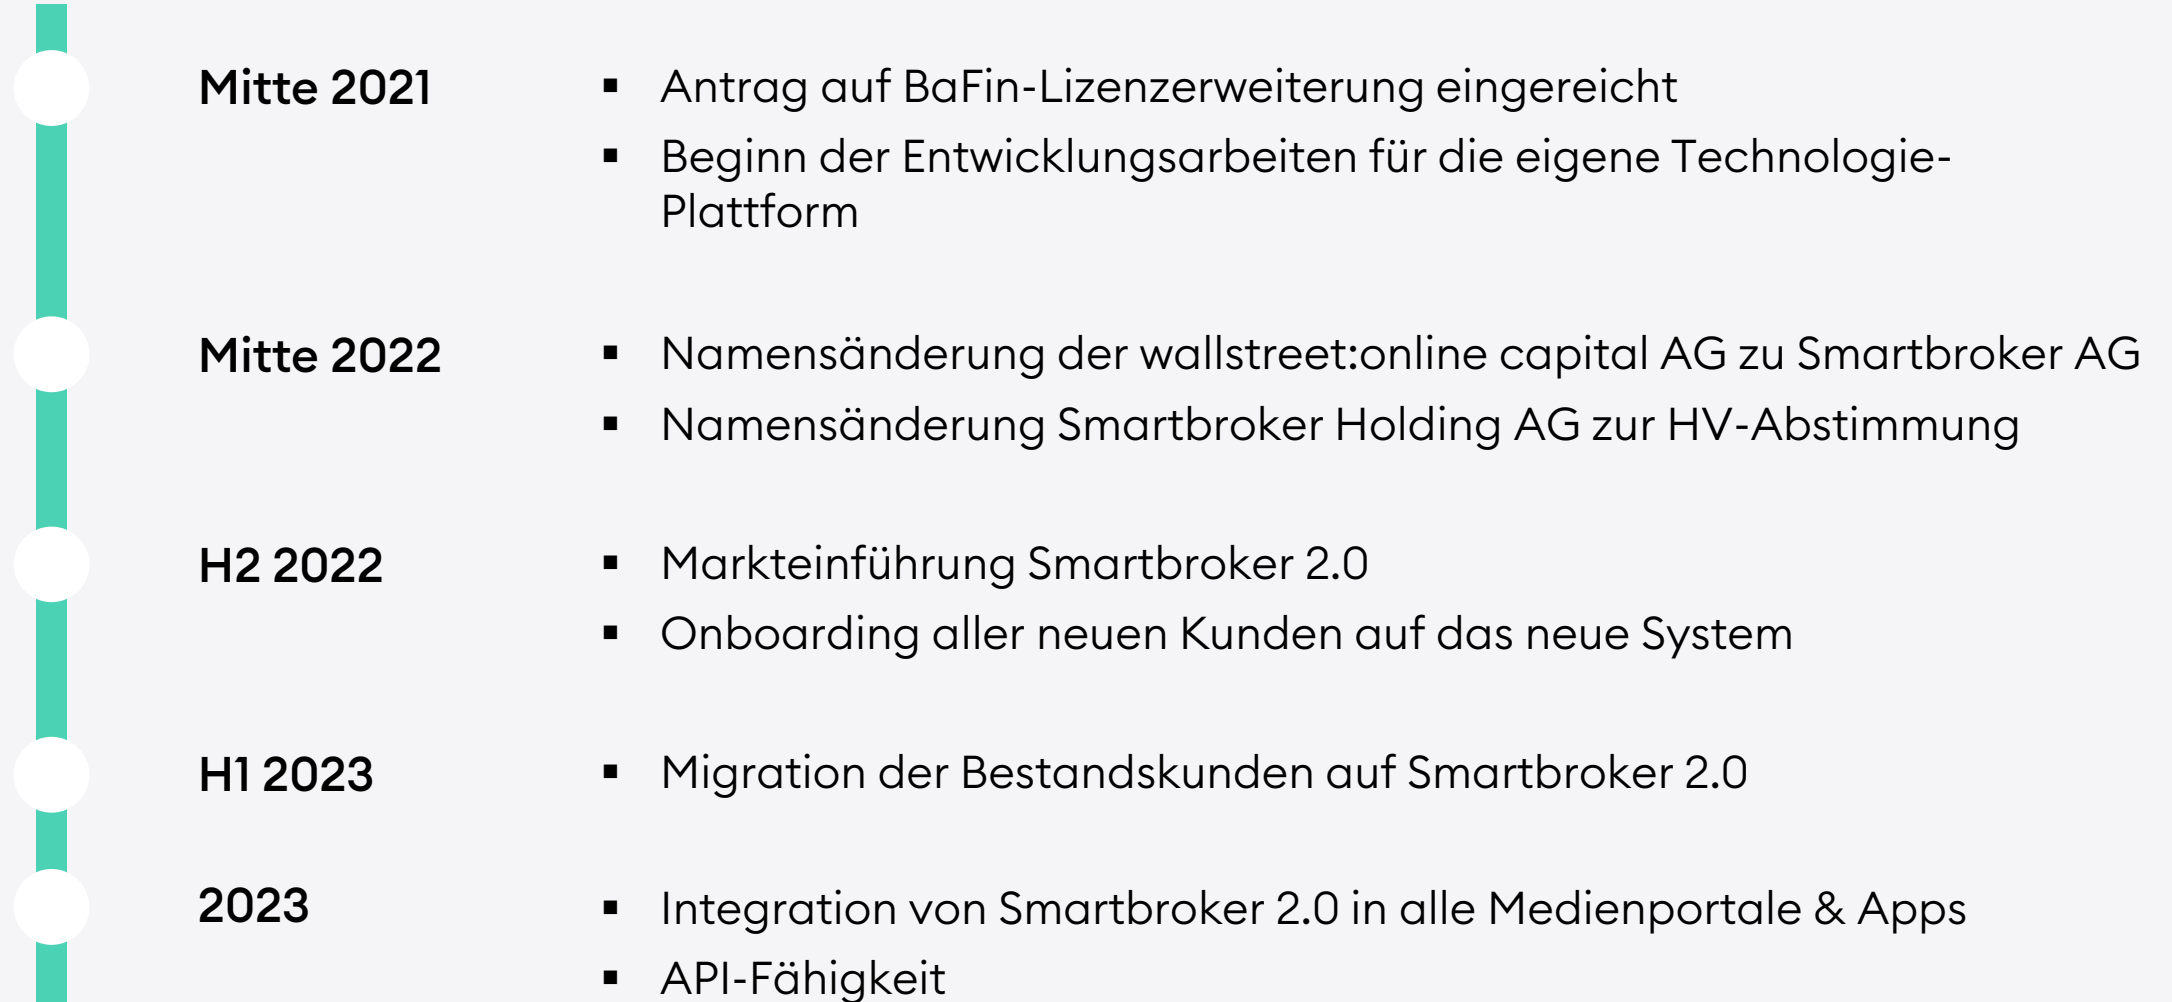 Mitte 2021
▪ Antrag auf BaFin-Lizenzerweiterung eingereicht
▪ Beginn der Entwicklungsarbeiten für die eigene Technologie-
Plattform
Mitte 2022
▪ Namensänderung der wallstreet:online capital AG zu Smartbroker AG
▪ Namensänderung Smartbroker Holding AG zur HV-Abstimmung
H2 2022
▪ Markteinführung Smartbroker 2.0
▪ Onboarding aller neuen Kunden auf das neue System
H1 2023
▪ Migration der Bestandskunden auf Smartbroker 2.0
2023
▪ Integration von Smartbroker 2.0 in alle Medienportale & Apps
▪ API-Fähigkeit